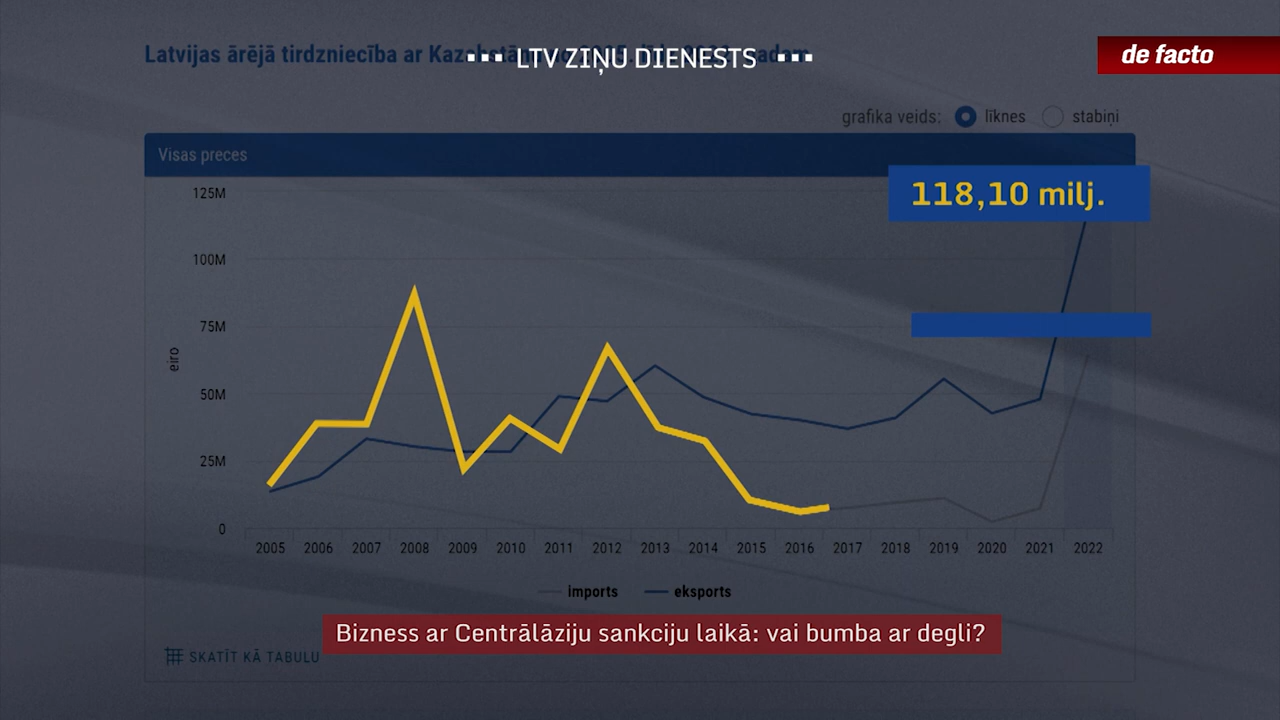 Latvijas ārējā tirdzniecība ar
LTV ZIŅU DIENESTS
de facto
grafika veids: līknes stabiņi
Visas preces
118,10 milj.
125M
100M
75M
50M
25M
0
eiro
2005 2006 2007 2008 2009 2010 2011 2012 2013 2014 2015 2016 2017 2018 2019 2020 2021 2022
imports eksports
Bizness ar Centrālāziju sankciju laikā: vai bumba ar degli?
SKATĪT KĀ TABULU